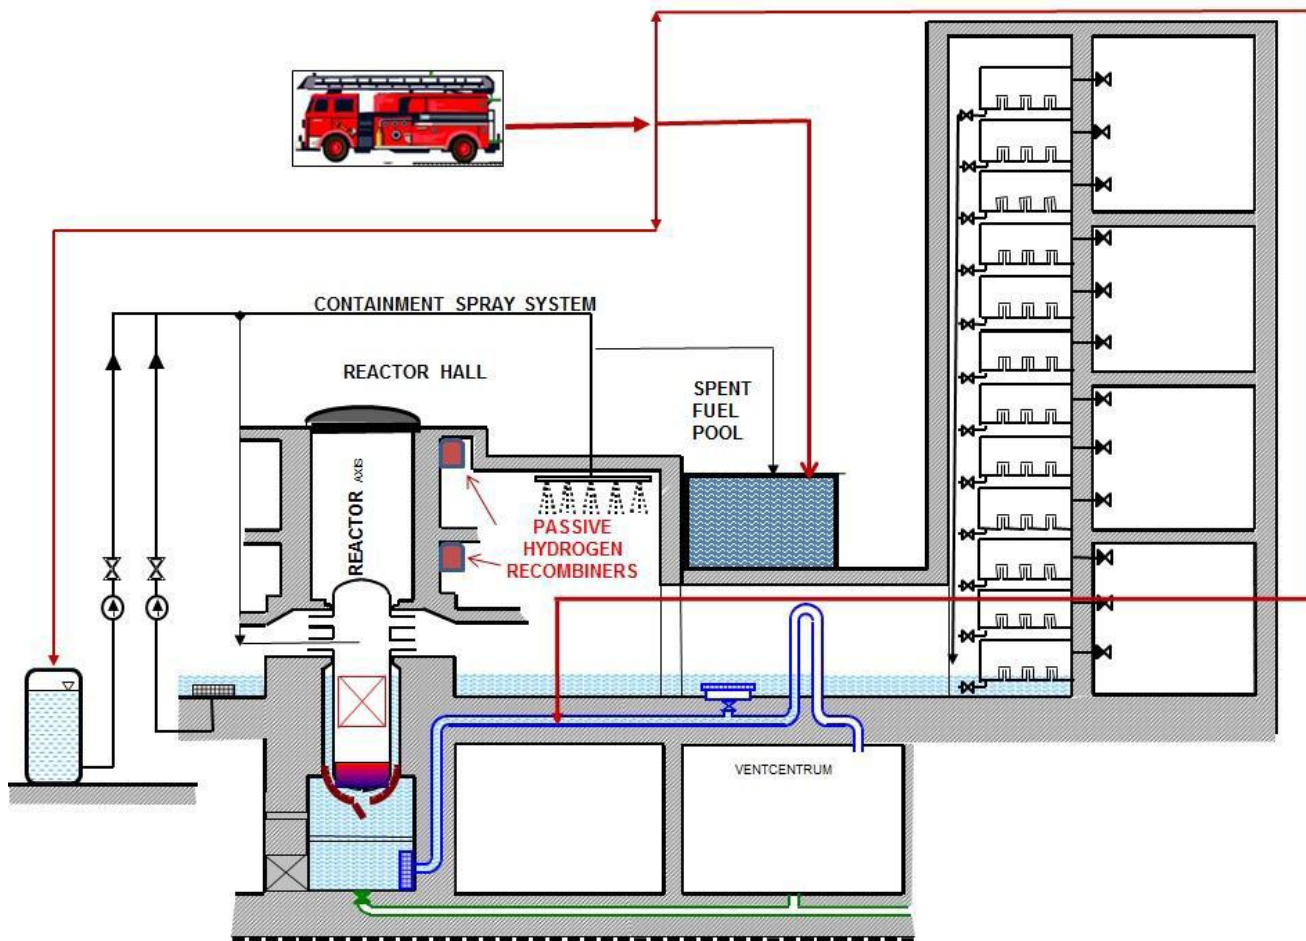 CONTAINMENT SPRAY SYSTEM
REACTOR HALL
SPENT
FUEL
POOL
REACTOR AXIS
PASSIVE
HYDROGEN
RECOMBINERS
VENTCENTRUM